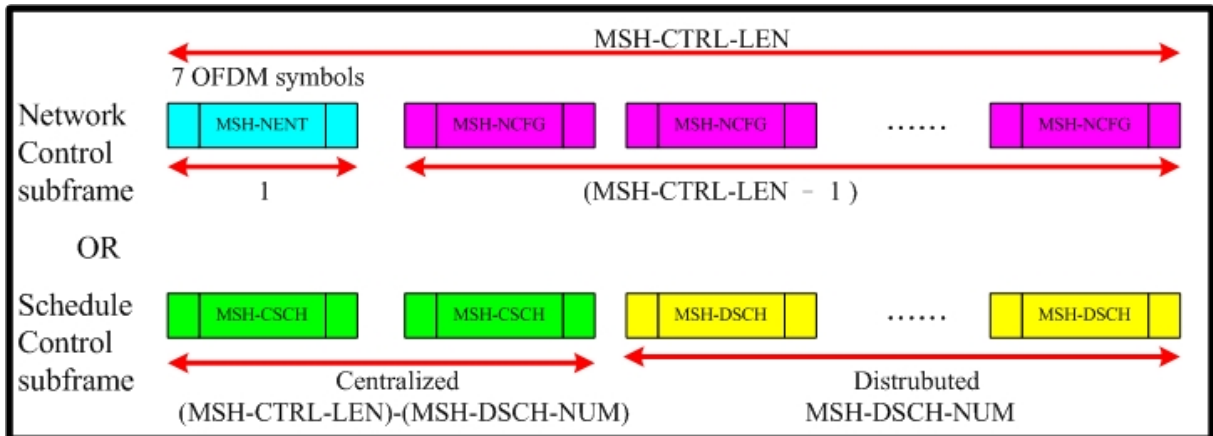 MSH-CTRL-LEN
7 OFDM symbols
Network
Control
subframe
MSH-NENT
MSH-NCFG
MSH-NCFG
......
MSH-NCFG
1
(MSH-CTRL-LEN - 1)
OR
Schedule
Control
subframe
MSH-CSCH
MSH-CSCH
MSH-DSCH
......
MSH-DSCH
Centralized
(MSH-CTRL-LEN)-(MSH-DSCH-NUM)
Distrubuted
MSH-DSCH-NUM